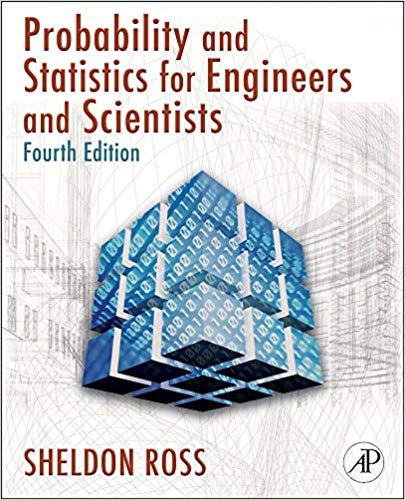 Probability and
Statistics for Engineers
and Scientists
Fourth Edition
SHELDON ROSS
AP